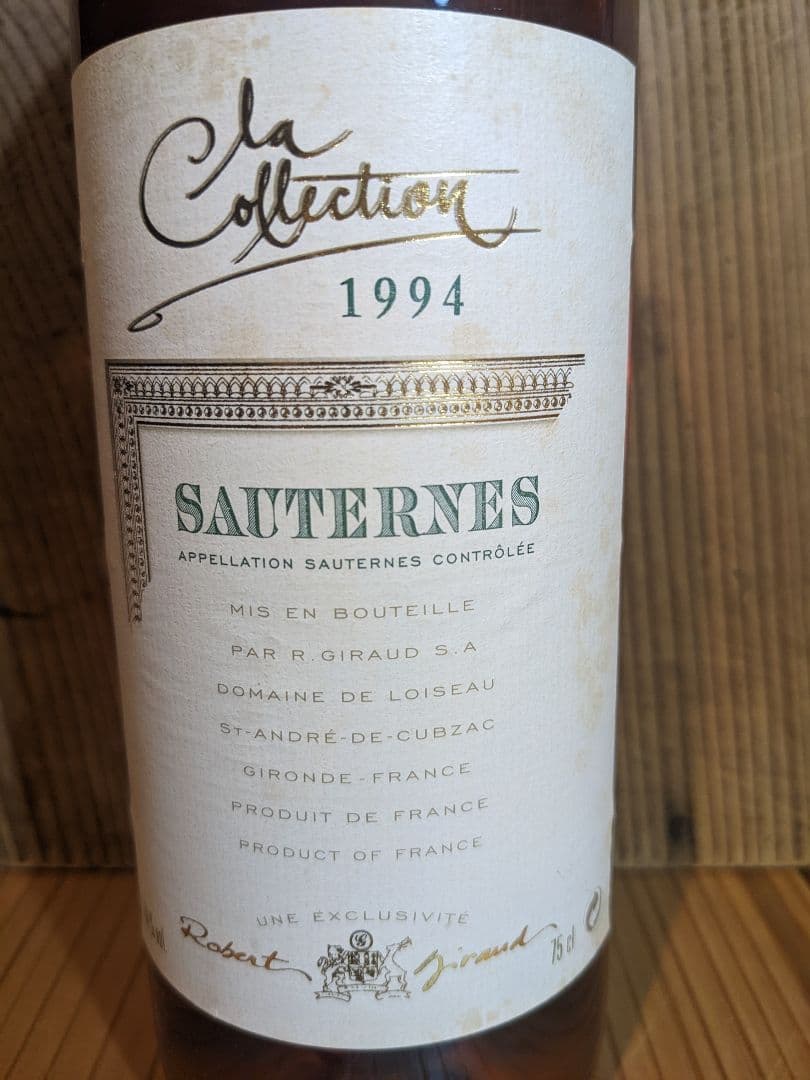 la
Collection
1994
SAUTERNES
APPELLATION SAUTERNES CONTRÔLÉE
MIS EN BOUTEILLE
PAR R.GIRAUD S.A
DOMAINE DE LOISEAU
ST-ANDRÉ-DE-CUBZAC
GIRONDE-FRANCE
PRODUIT DE FRANCE
PRODUCT OF FRANCE
UNE EXCLUSIVITÉ
Robert Giraud
75 cl